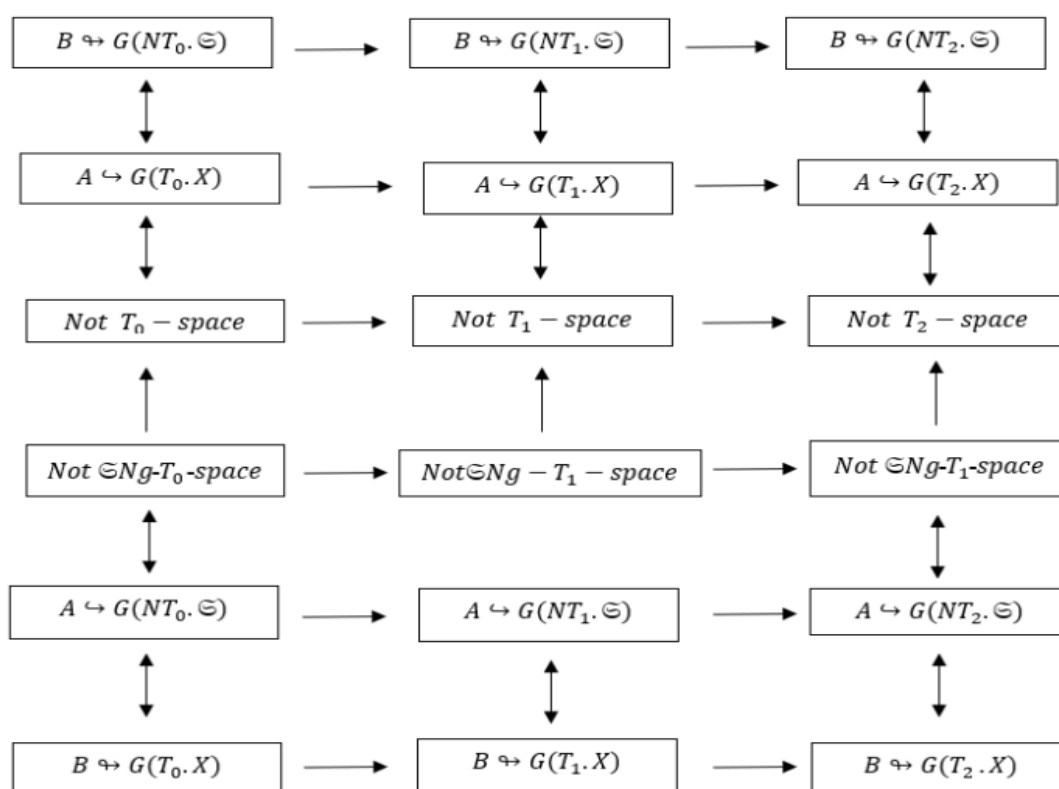 B ↬ G(NT₀. 𝔖)
B ↬ G(NT₁. 𝔖)
B ↬ G(NT₂. 𝔖)
A ↪ G(T₀. X)
A ↪ G(T₁. X)
A ↪ G(T₂. X)
Not T₀ − space
Not T₁ − space
Not T₂ − space
Not 𝔖Ng-T₀-space
Not𝔖Ng − T₁ − space
Not 𝔖Ng-T₁-space
A ↪ G(NT₀. 𝔖)
A ↪ G(NT₁. 𝔖)
A ↪ G(NT₂. 𝔖)
B ↬ G(T₀. X)
B ↬ G(T₁. X)
B ↬ G(T₂. X)